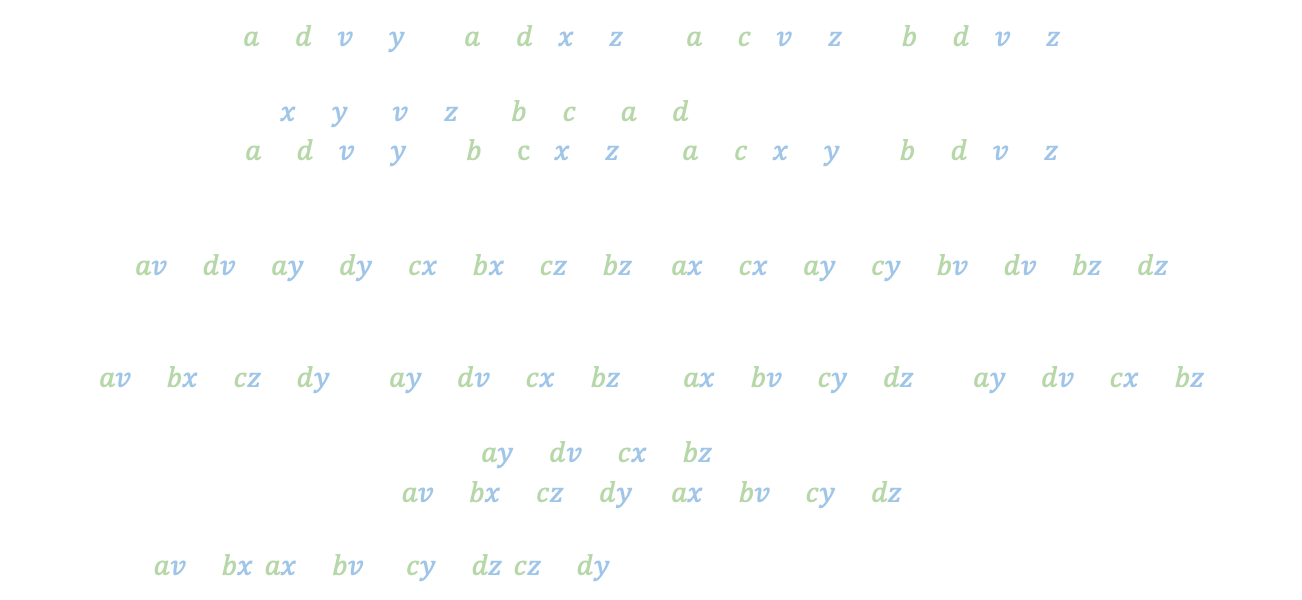 a d v y a d x z a c v z b d v z
x y v z b c a d
a d v y b c x z a c x y b d v z
av dv ay dy cx bx cz bz ax cx ay cy bv dv bz dz
av bx cz dy ay dv cx bz ax bv cy dz ay dv cx bz
ay dv cx bz
av bx cz dy ax bv cy dz
av bx ax bv cy dz cz dy